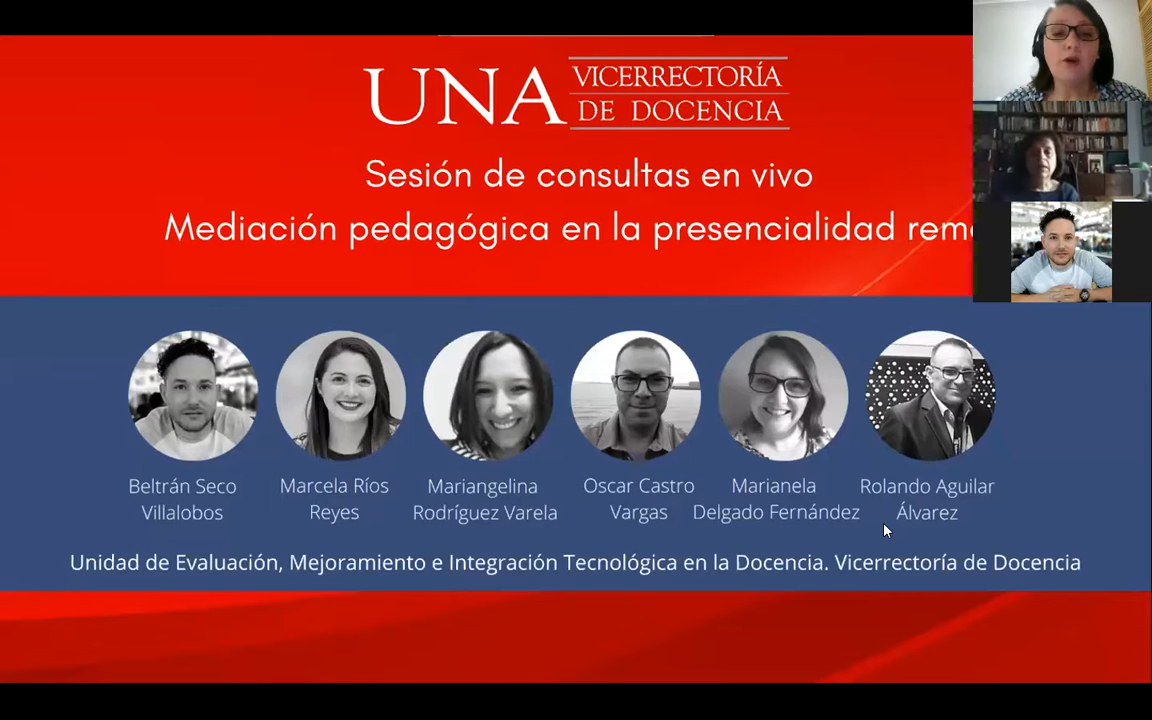 UNA VICERRECTORÍA
DE DOCENCIA
Sesión de consultas en vivo
Mediación pedagógica en la presencialidad
Beltrán Seco
Villalobos
Marcela Ríos
Reyes
Mariangelina
Rodríguez Varela
Oscar Castro
Vargas
Marianela
Delgado Fernández
Rolando Aguilar
Álvarez
Unidad de Evaluación, Mejoramiento e Integración Tecnológica en la Docencia. Vicerrectoría de Docencia